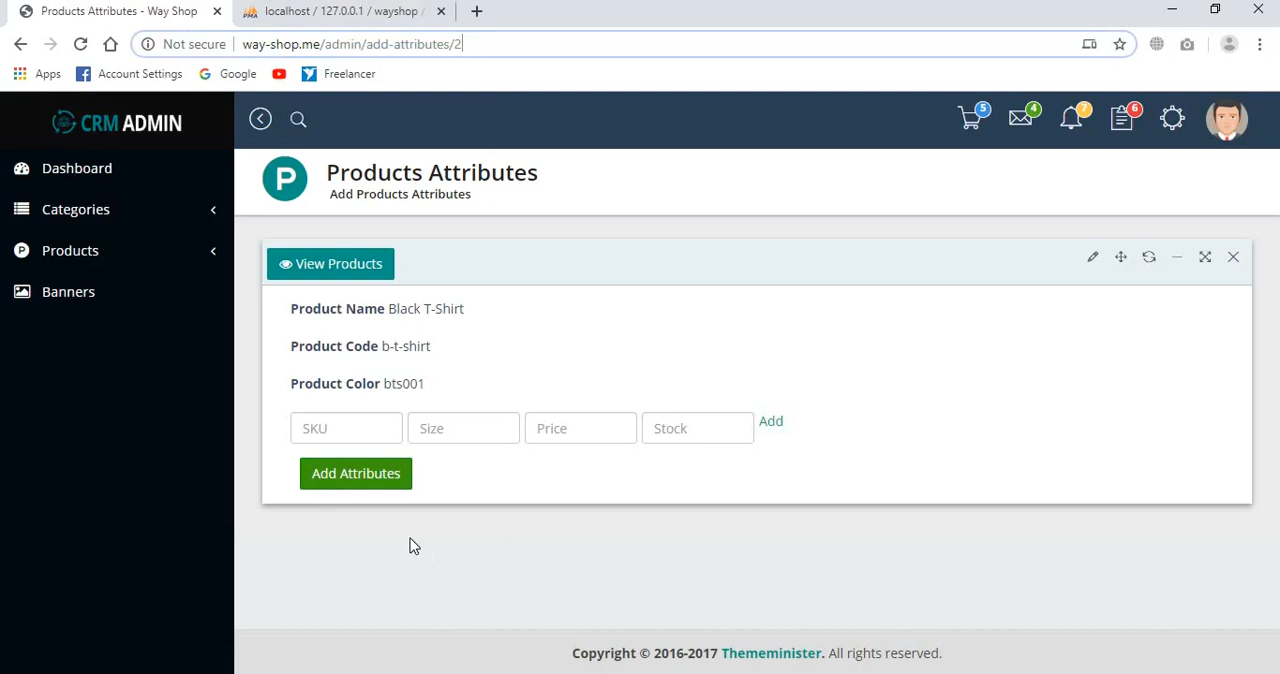 Products Attributes - Way Shop
localhost / 127.0.0.1 / wayshop /
Not secure way-shop.me/admin/add-attributes/2
Apps Account Settings Google Freelancer
CRM ADMIN
5 4 7 6
Dashboard
Categories
Products
Banners
Products Attributes
Add Products Attributes
View Products
Product Name Black T-Shirt
Product Code b-t-shirt
Product Color bts001
SKU Size Price Stock Add
Add Attributes
Copyright © 2016-2017 Thememinister. All rights reserved.